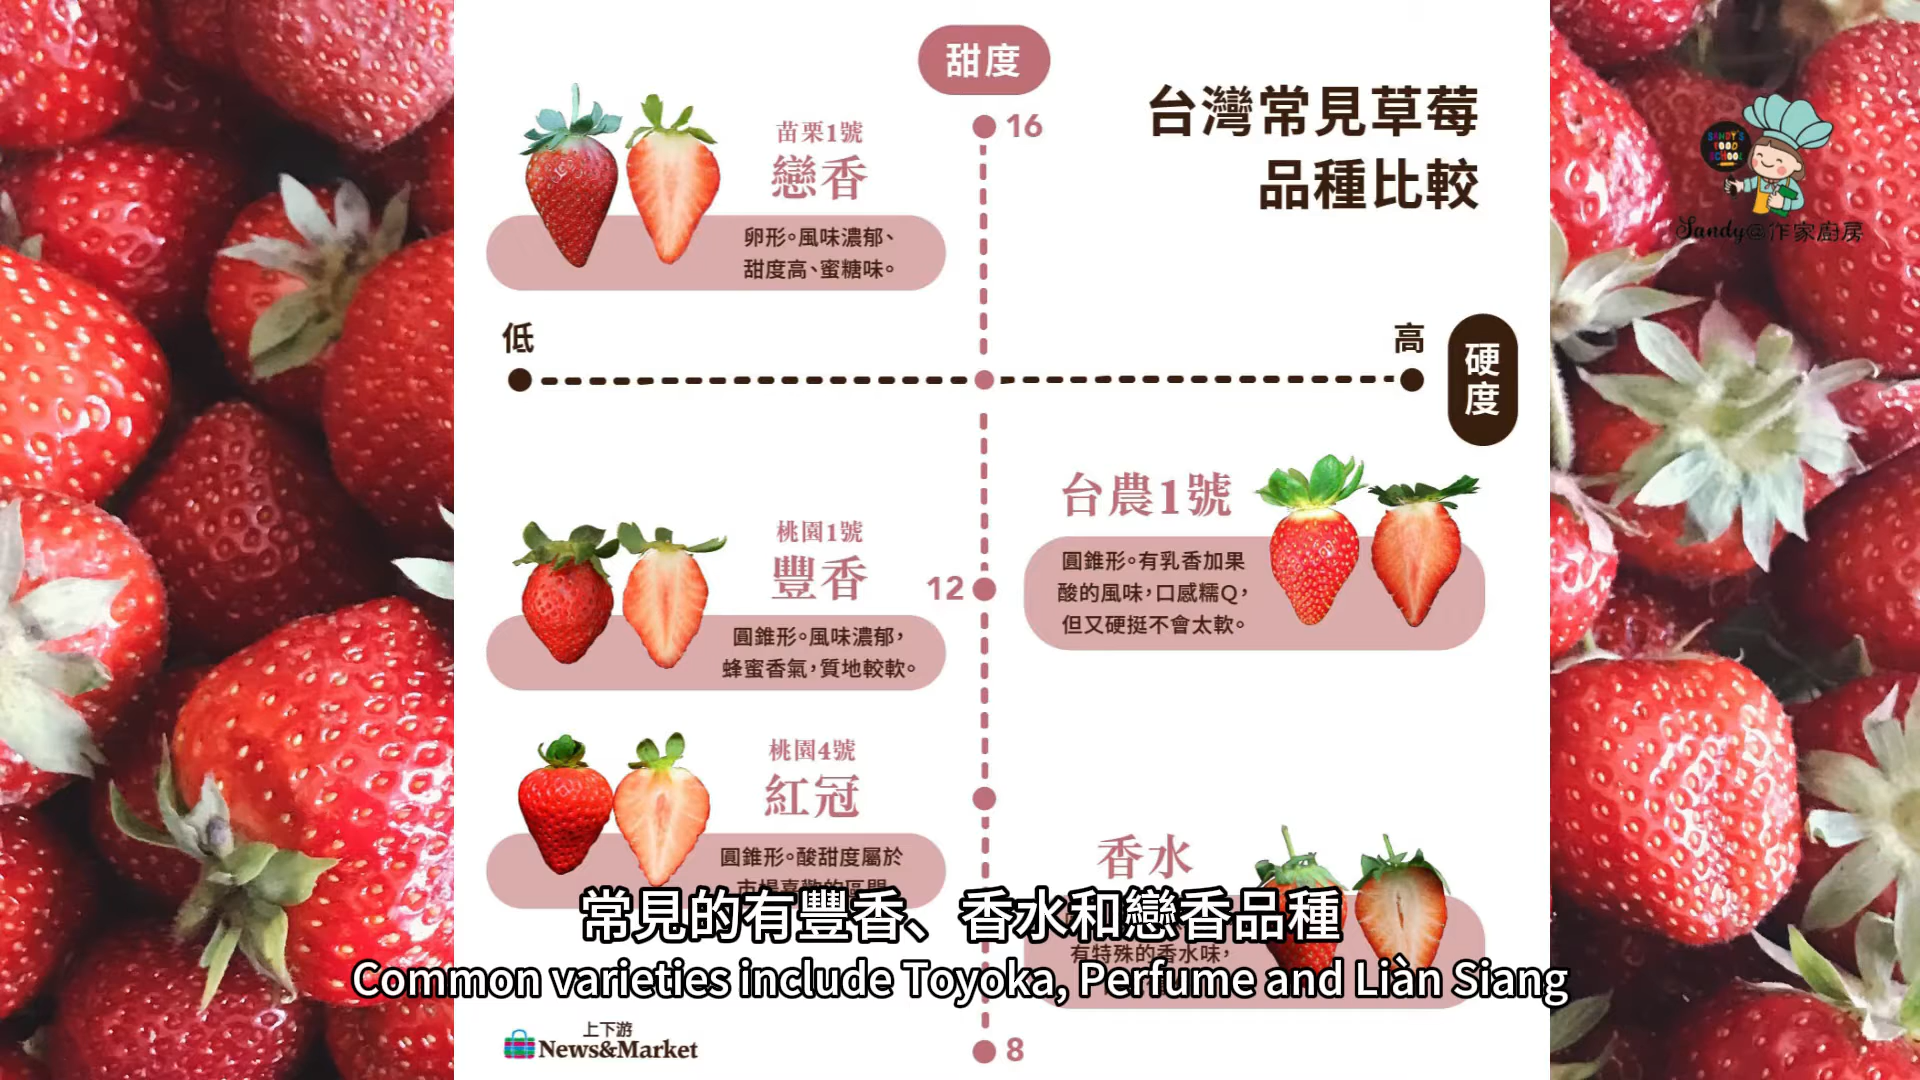 甜度
16
台灣常見草莓
品種比較
SANDY'S
FOOD
SCHOOL
Sandy@作家廚房
苗栗1號
戀香
卵形。風味濃郁、
甜度高、蜜糖味。
低
高
硬度
台農1號
圓錐形。有乳香加果
酸的風味,口感糯Q,
但又硬挺不會太軟。
桃園1號
豐香
圓錐形。風味濃郁,
蜂蜜香氣,質地較軟。
12
桃園4號
紅冠
圓錐形。酸甜度屬於
香水
有特殊的香水味,
常見的有豐香、香水和戀香品種
Common varieties include Toyoka, Perfume and Liàn Siang
上下游
News&Market
8